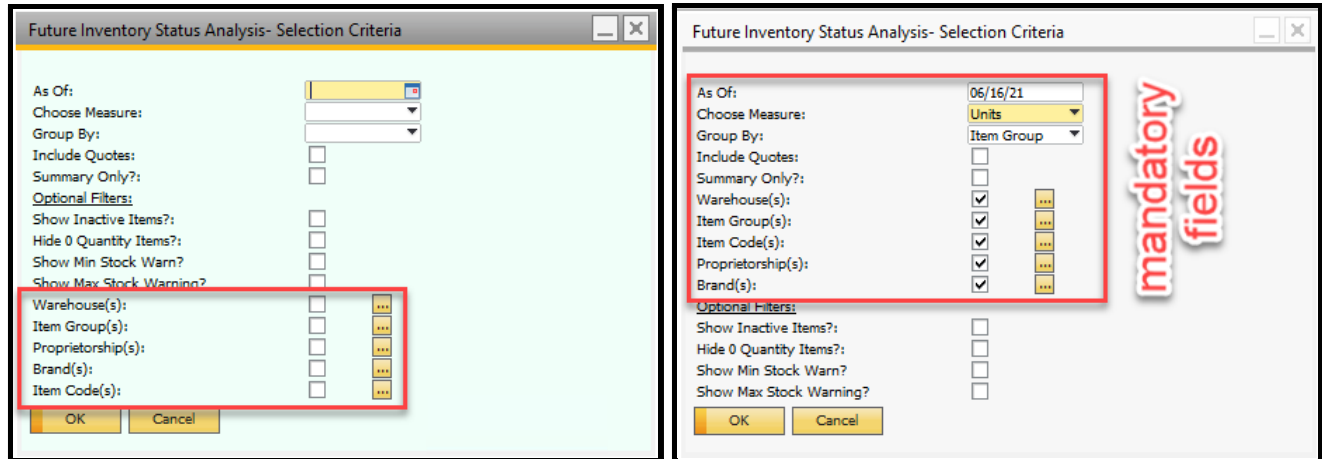 Future Inventory Status Analysis- Selection Criteria
As Of:
Choose Measure:
Group By:
Include Quotes:
Summary Only?:
Optional Filters:
Show Inactive Items?:
Hide 0 Quantity Items?:
Show Min Stock Warn?
Show Max Stock Warning?
Warehouse(s):
...
Item Group(s):
...
Proprietorship(s):
...
Brand(s):
...
Item Code(s):
...
OK Cancel
Future Inventory Status Analysis- Selection Criteria
As Of: 06/16/21
Choose Measure: Units
Group By: Item Group
Include Quotes:
Summary Only?:
Warehouse(s):
...
Item Group(s):
...
Item Code(s):
...
Proprietorship(s):
...
Brand(s):
...
Optional Filters:
Show Inactive Items?:
Hide 0 Quantity Items?:
Show Min Stock Warn?
Show Max Stock Warning?
OK Cancel
mandatory
fields